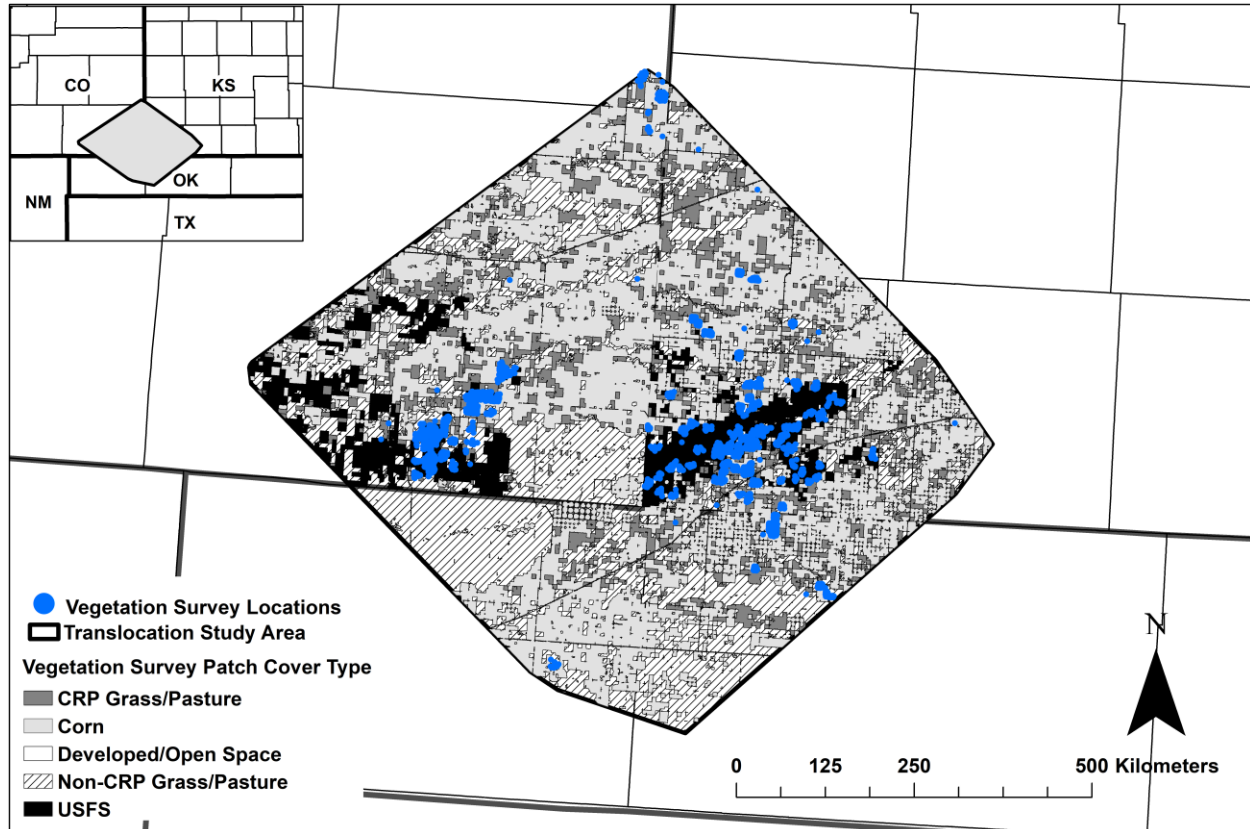 CO
KS
OK
NM
TX
Vegetation Survey Locations
Translocation Study Area
Vegetation Survey Patch Cover Type
CRP Grass/Pasture
Corn
Developed/Open Space
Non-CRP Grass/Pasture
USFS
N
0 125 250 500 Kilometers